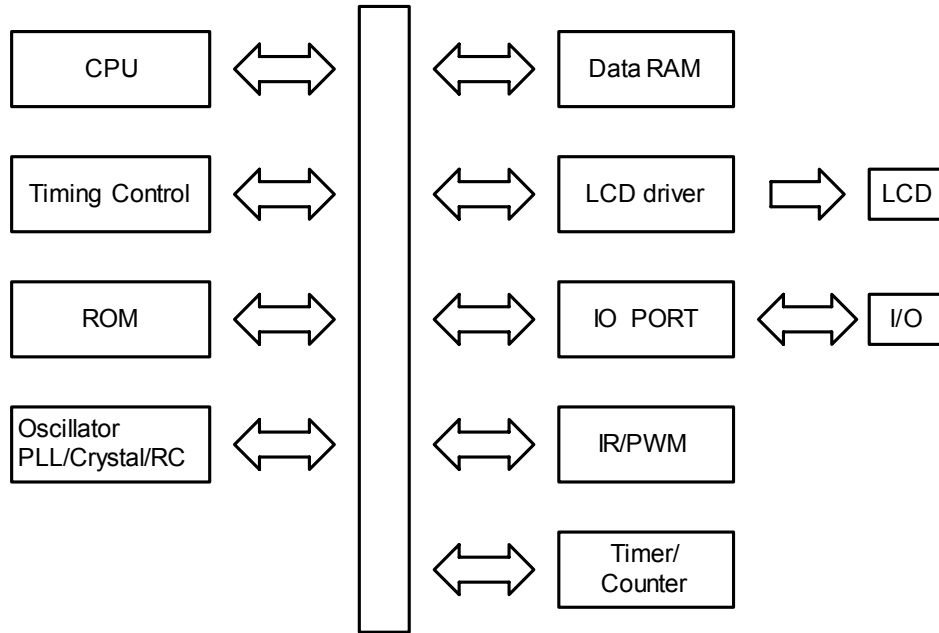 CPU
Data RAM
Timing Control
LCD driver
LCD
ROM
IO PORT
I/O
Oscillator
PLL/Crystal/RC
IR/PWM
Timer/
Counter